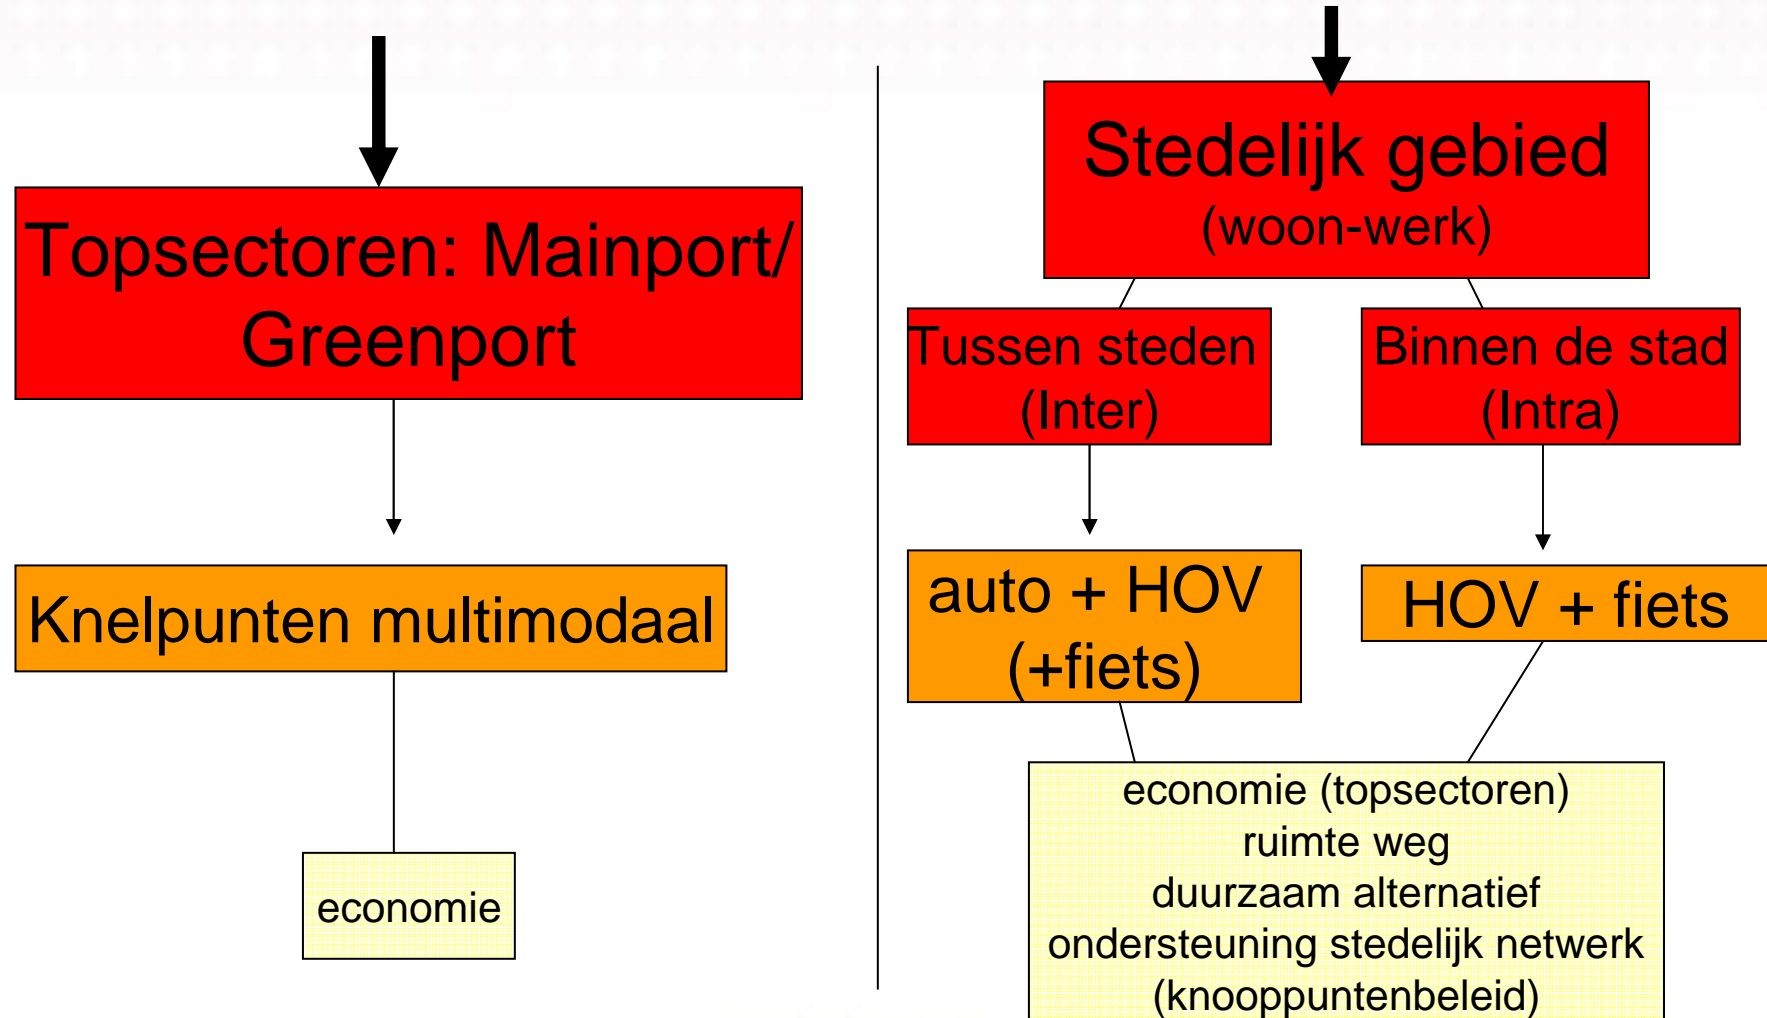 Topsectoren: Mainport/
Greenport
Knelpunten multimodaal
economie
Stedelijk gebied
(woon-werk)
Tussen steden
(Inter)
Binnen de stad
(Intra)
auto + HOV
(+fiets)
HOV + fiets
economie (topsectoren)
ruimte weg
duurzaam alternatief
ondersteuning stedelijk netwerk
(knooppuntenbeleid)